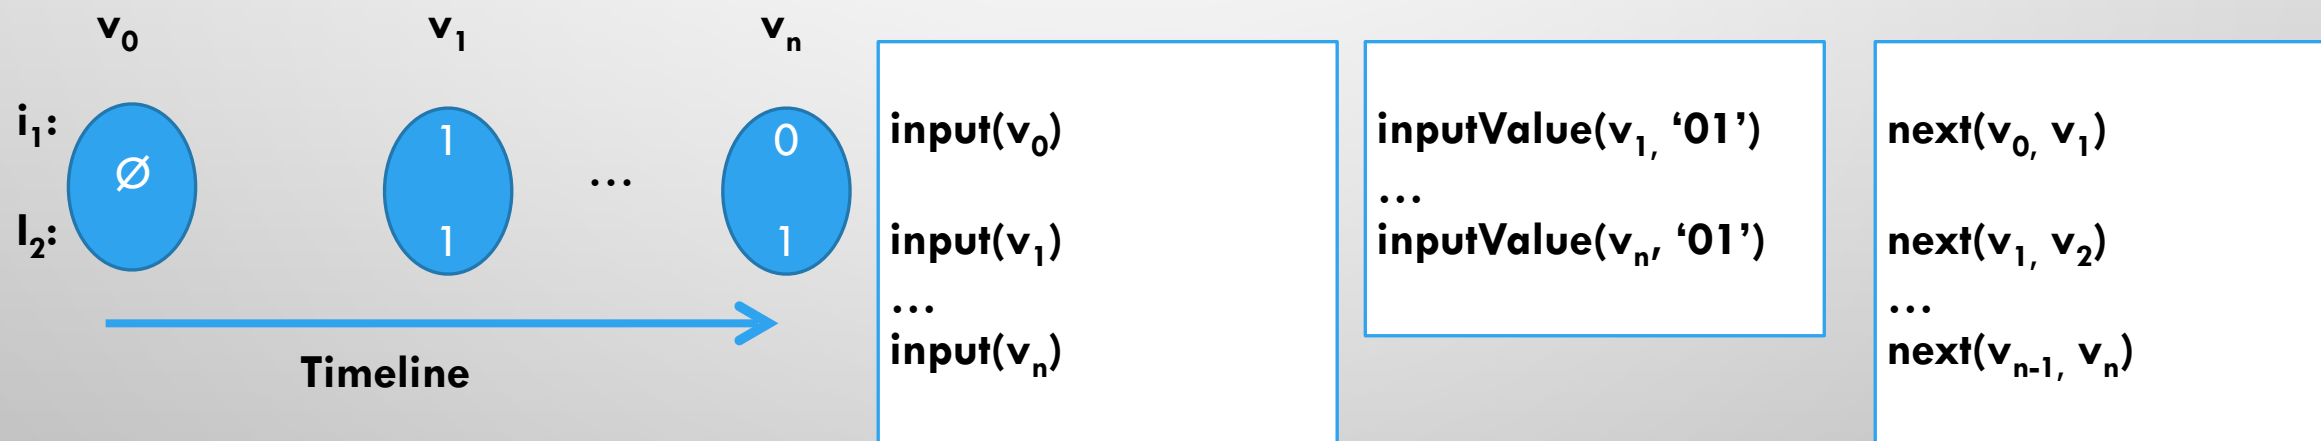 v₀ v₁ vₙ
i₁:
∅ 1 … 0
I₂: 1 1
Timeline
input(v₀)
input(v₁)
…
input(vₙ)
inputValue(v₁, ‘01’)
…
inputValue(vₙ, ‘01’)
next(v₀, v₁)
next(v₁, v₂)
…
next(vₙ₋₁, vₙ)